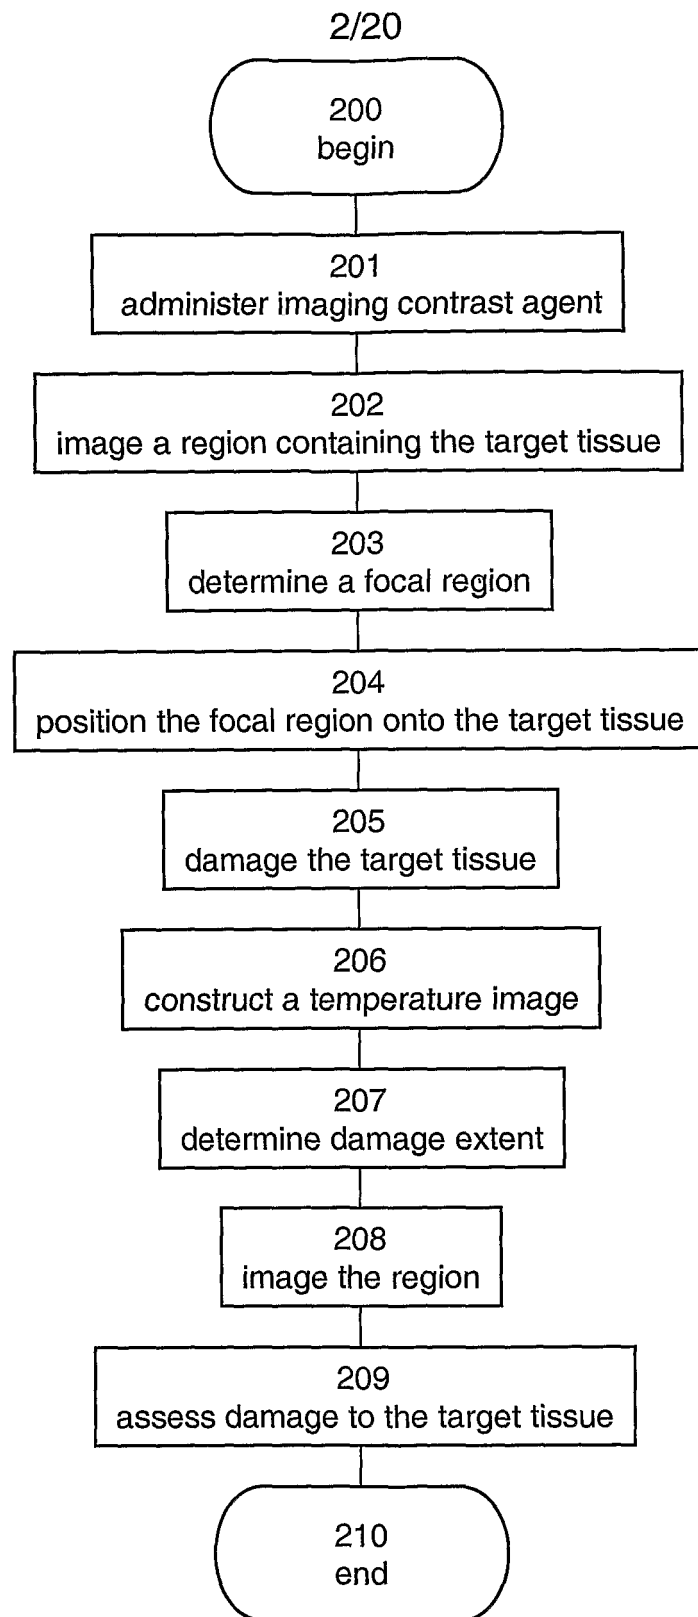 2/20
200
begin
201
administer imaging contrast agent
202
image a region containing the target tissue
203
determine a focal region
204
position the focal region onto the target tissue
205
damage the target tissue
206
construct a temperature image
207
determine damage extent
208
image the region
209
assess damage to the target tissue
210
end